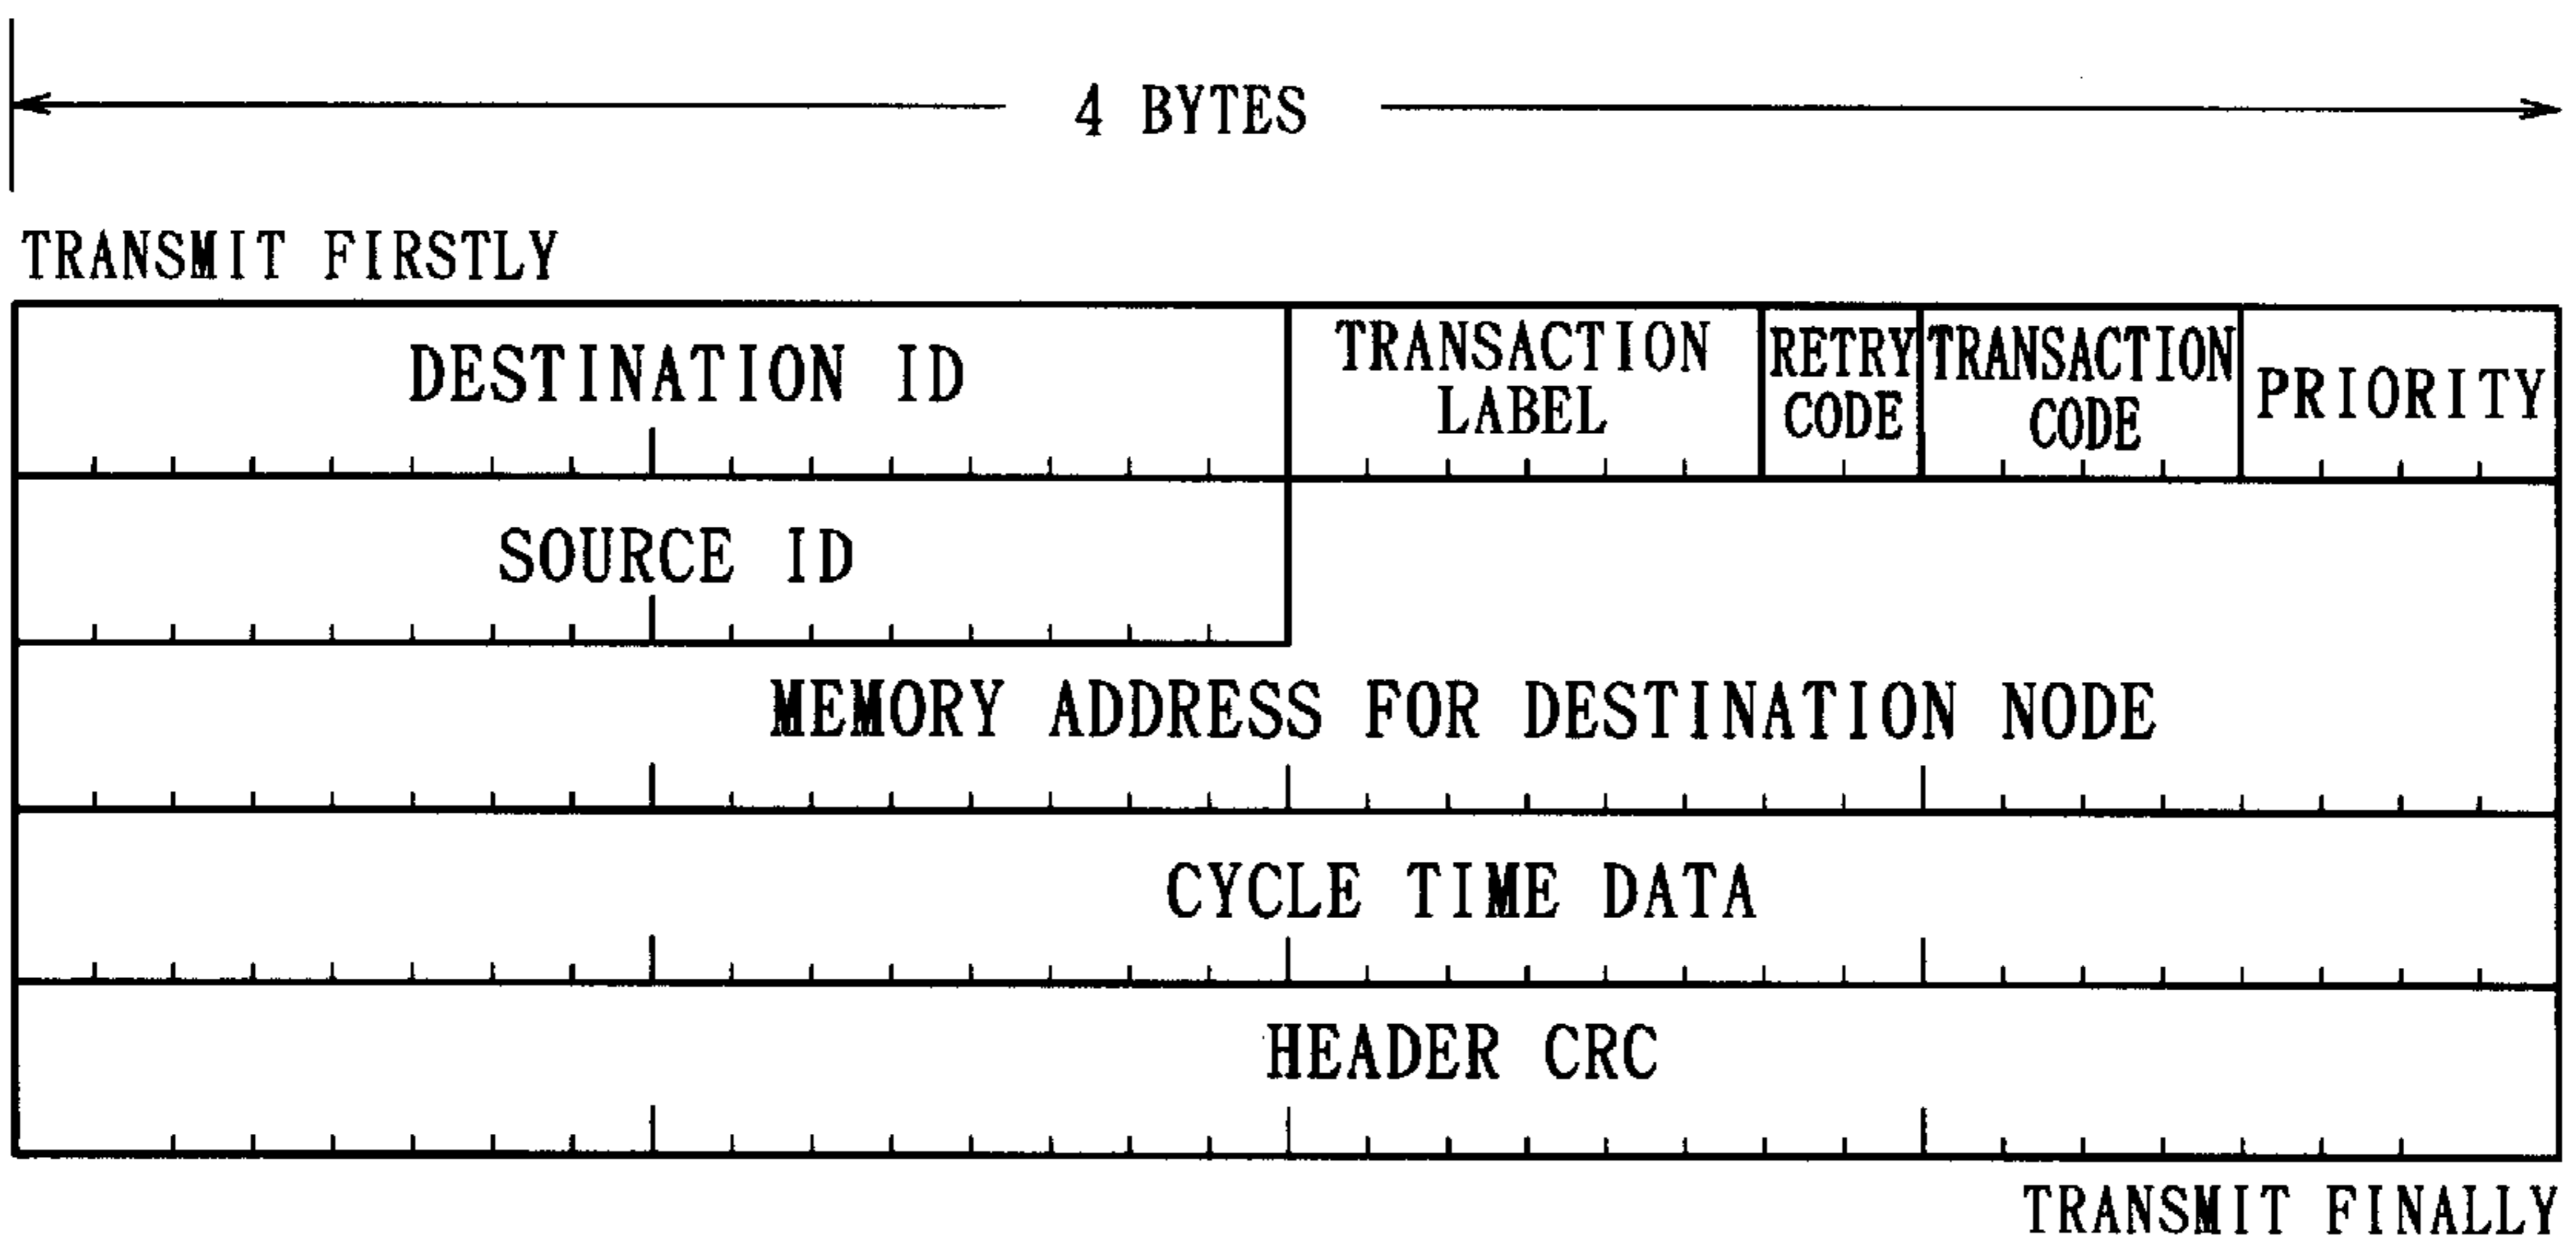 4 BYTES
TRANSMIT FIRSTLY
DESTINATION ID
TRANSACTION
LABEL
RETRY
CODE
TRANSACTION
CODE
PRIORITY
SOURCE ID
MEMORY ADDRESS FOR DESTINATION NODE
CYCLE TIME DATA
HEADER CRC
TRANSMIT FINALLY